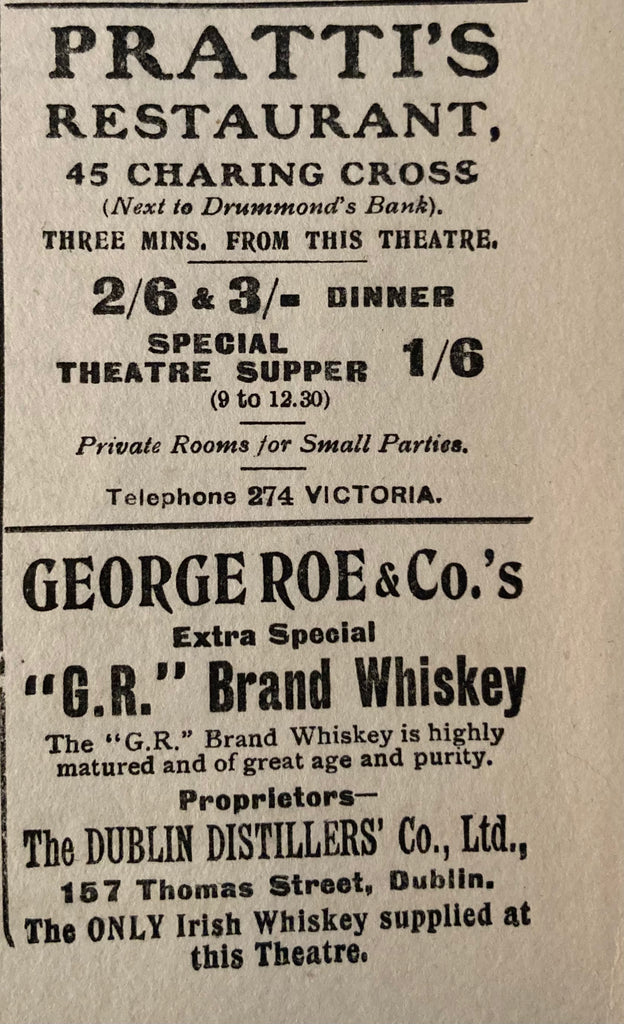 PRATTI'S
RESTAURANT,
45 CHARING CROSS
(Next to Drummond's Bank).
THREE MINS. FROM THIS THEATRE.
2/6 & 3/- DINNER
SPECIAL
THEATRE SUPPER 1/6
(9 to 12.30)
Private Rooms for Small Parties.
Telephone 274 VICTORIA.
GEORGE ROE & Co.'s
Extra Special
"G.R." Brand Whiskey
The "G.R." Brand Whiskey is highly
matured and of great age and purity.
Proprietors—
The DUBLIN DISTILLERS' Co., Ltd.,
157 Thomas Street, Dublin.
The ONLY Irish Whiskey supplied at
this Theatre.